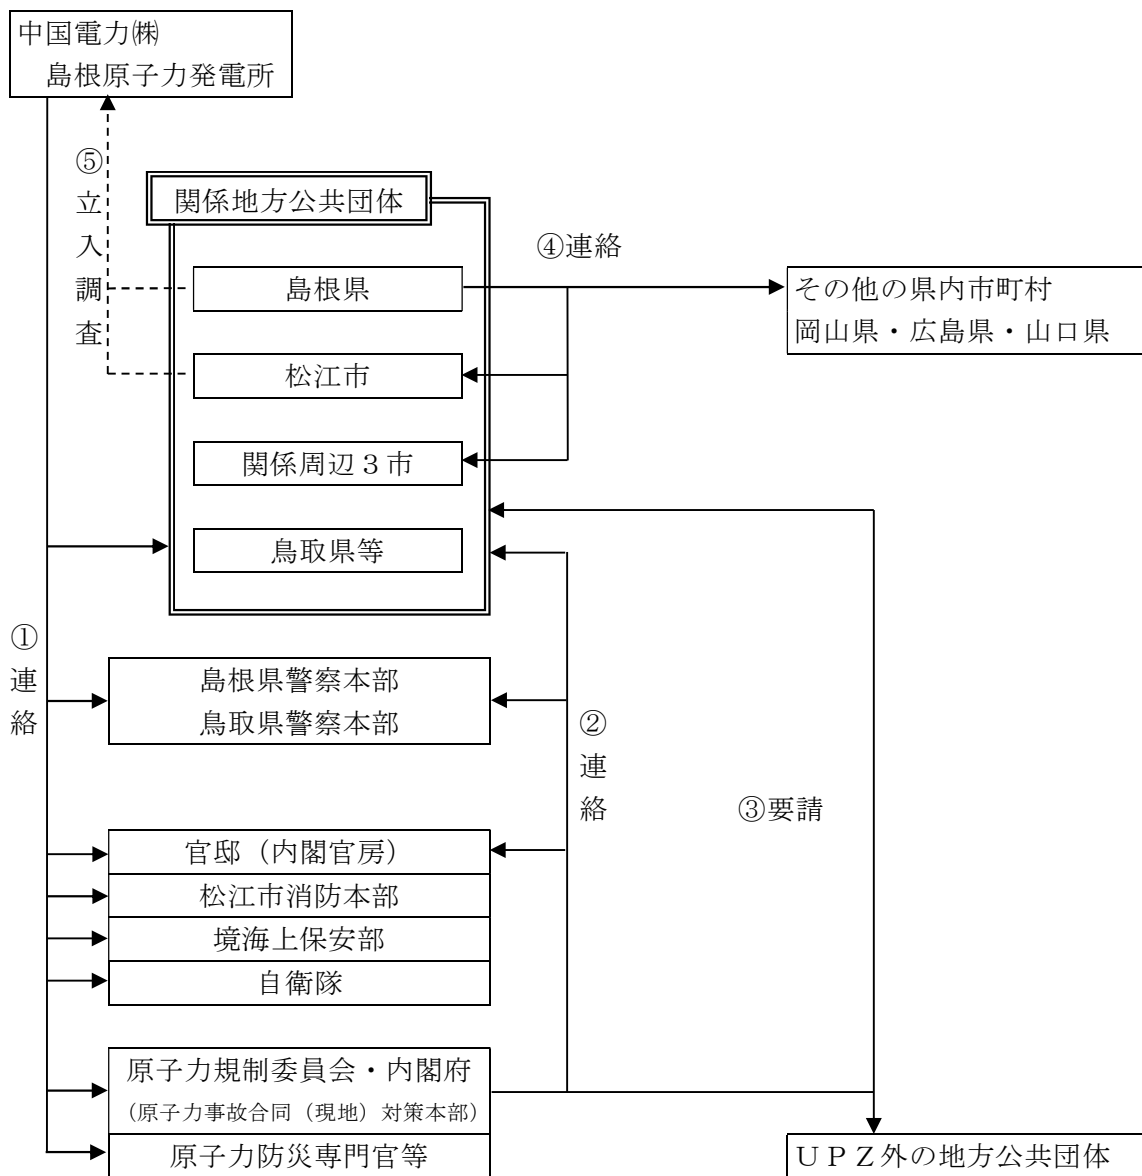 中国電力㈱
島根原子力発電所
⑤立入調査
関係地方公共団体
④連絡
島根県
その他の県内市町村
岡山県・広島県・山口県
松江市
関係周辺３市
鳥取県等
①連絡
島根県警察本部
鳥取県警察本部
②連絡
③要請
官邸（内閣官房）
松江市消防本部
境海上保安部
自衛隊
原子力規制委員会・内閣府
（原子力事故合同（現地）対策本部）
原子力防災専門官等
ＵＰＺ外の地方公共団体